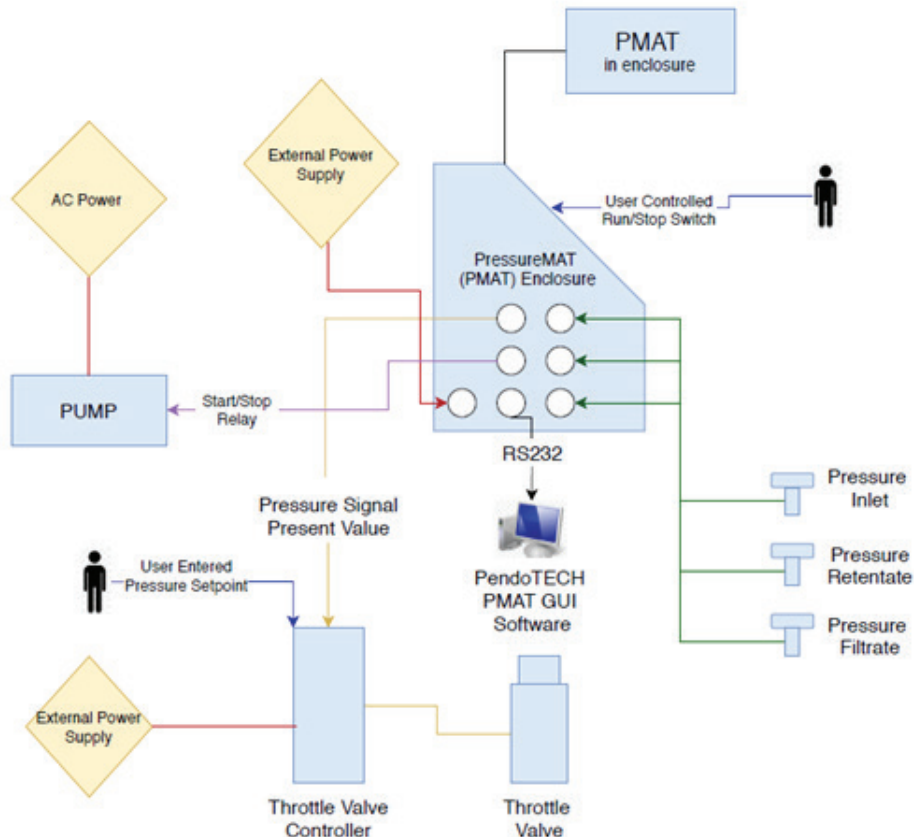 PMAT
in enclosure
External Power
Supply
AC Power
User Controlled
Run/Stop Switch
PressureMAT
(PMAT) Enclosure
PUMP
Start/Stop
Relay
RS232
Pressure Signal
Present Value
Pressure
Inlet
User Entered
Pressure Setpoint
PendoTECH
PMAT GUI
Software
Pressure
Retentate
Pressure
Filtrate
External Power
Supply
Throttle Valve
Controller
Throttle
Valve